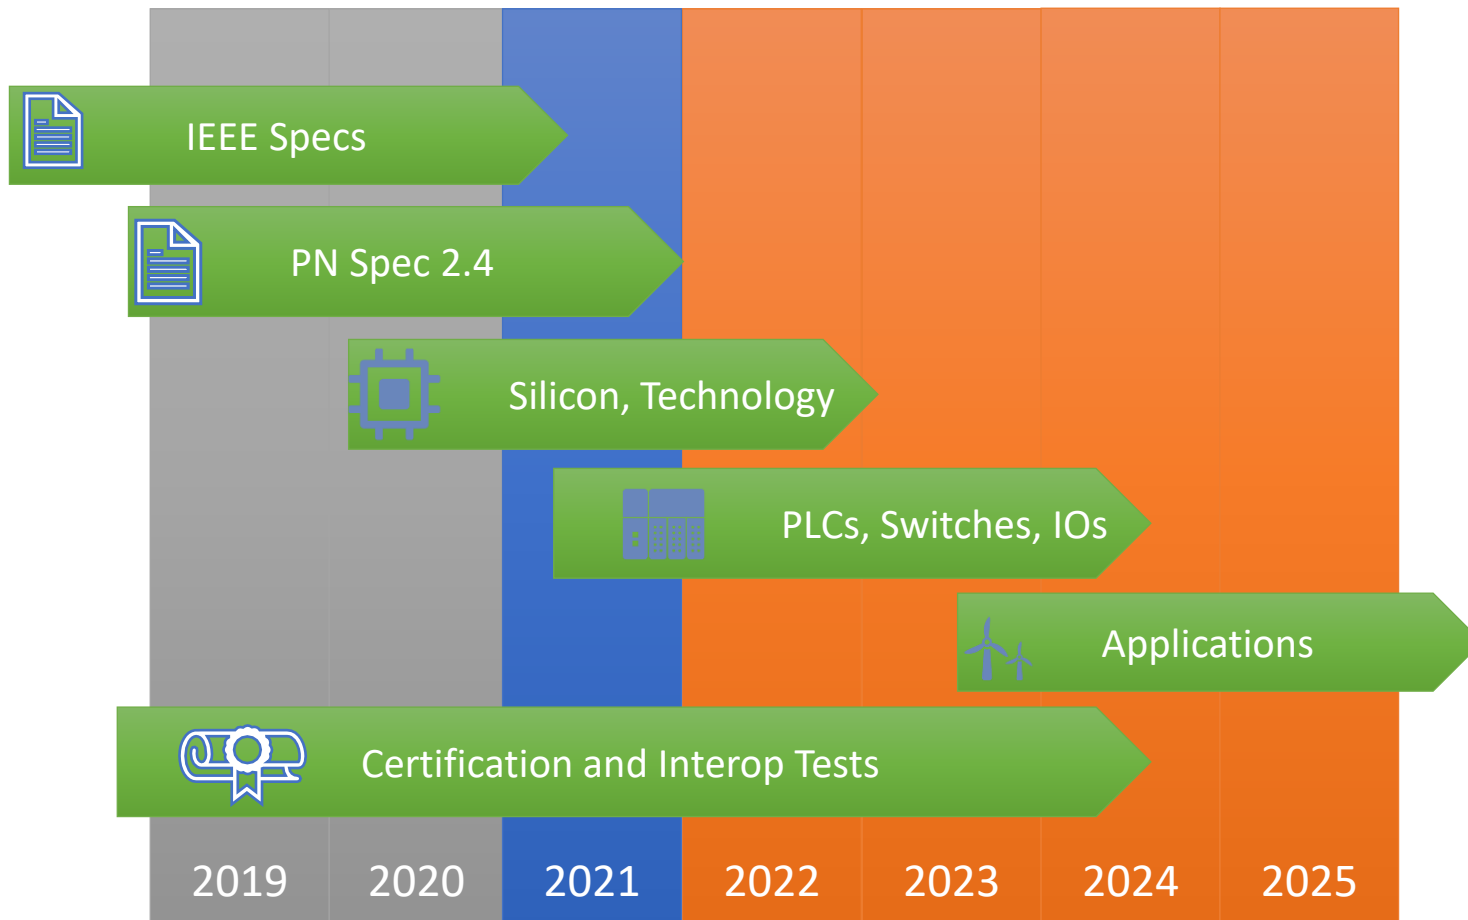 IEEE Specs
PN Spec 2.4
Silicon, Technology
PLCs, Switches, IOs
Applications
Certification and Interop Tests
2019 2020 2021 2022 2023 2024 2025